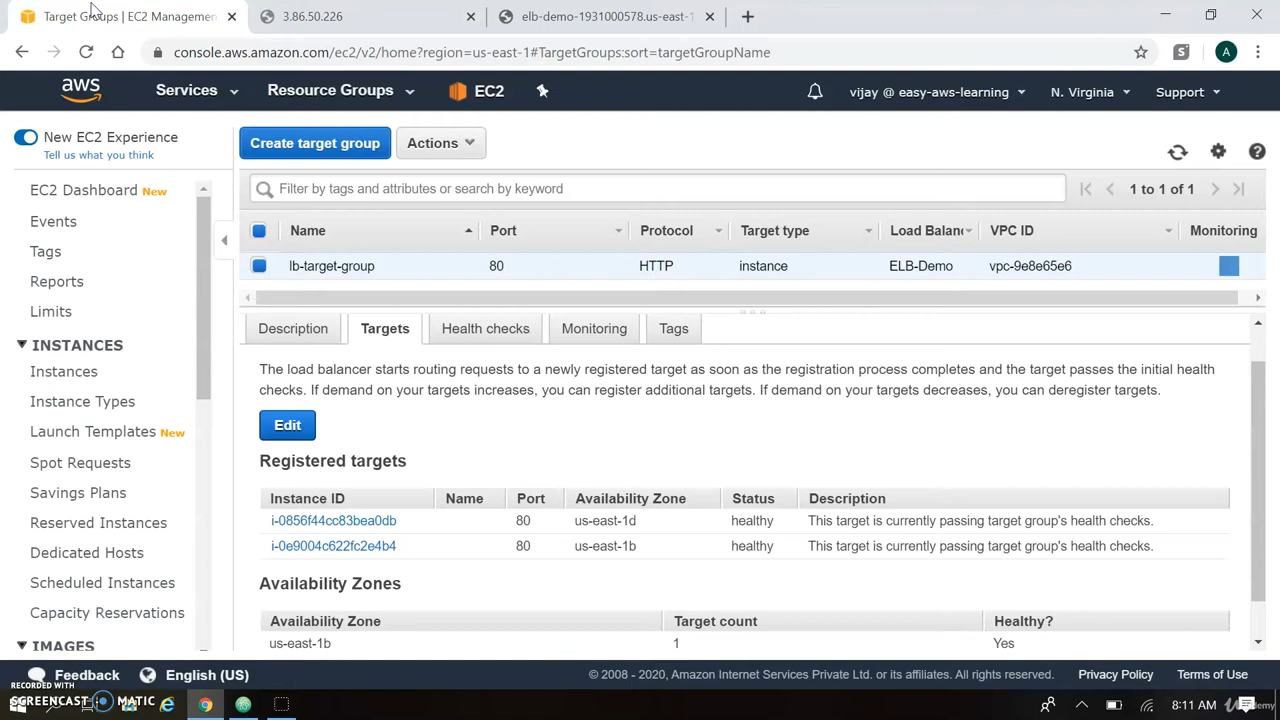 Target Groups | EC2 Management
3.86.50.226
elb-demo-1931000578.us-east-1
console.aws.amazon.com/ec2/v2/home?region=us-east-1#TargetGroups:sort=targetGroupName
S
A
aws
Services
Resource Groups
EC2
vijay @ easy-aws-learning
N. Virginia
Support
New EC2 Experience
Tell us what you think
EC2 Dashboard New
Events
Tags
Reports
Limits
INSTANCES
Instances
Instance Types
Launch Templates New
Spot Requests
Savings Plans
Reserved Instances
Dedicated Hosts
Scheduled Instances
Capacity Reservations
IMAGES
Create target group
Actions
Filter by tags and attributes or search by keyword
1 to 1 of 1
Name Port Protocol Target type Load Balanc VPC ID Monitoring
lb-target-group 80 HTTP instance ELB-Demo vpc-9e8e65e6
Description Targets Health checks Monitoring Tags
The load balancer starts routing requests to a newly registered target as soon as the registration process completes and the target passes the initial health
checks. If demand on your targets increases, you can register additional targets. If demand on your targets decreases, you can deregister targets.
Edit
Registered targets
Instance ID Name Port Availability Zone Status Description
i-0856f44cc83bea0db 80 us-east-1d healthy This target is currently passing target group's health checks.
i-0e9004c622fc2e4b4 80 us-east-1b healthy This target is currently passing target group's health checks.
Availability Zones
Availability Zone Target count Healthy?
us-east-1b 1 Yes
Feedback
English (US)
© 2008 - 2020, Amazon Internet Services Private Ltd. or its affiliates. All rights reserved.
Privacy Policy
Terms of Use
RECORDED WITH
SCREENCAST MATIC
8:11 AM
Udemy